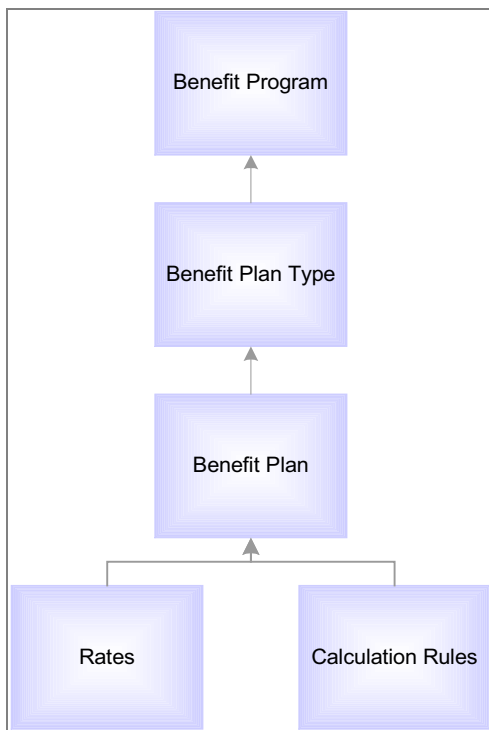 Benefit Program
Benefit Plan Type
Benefit Plan
Rates
Calculation Rules